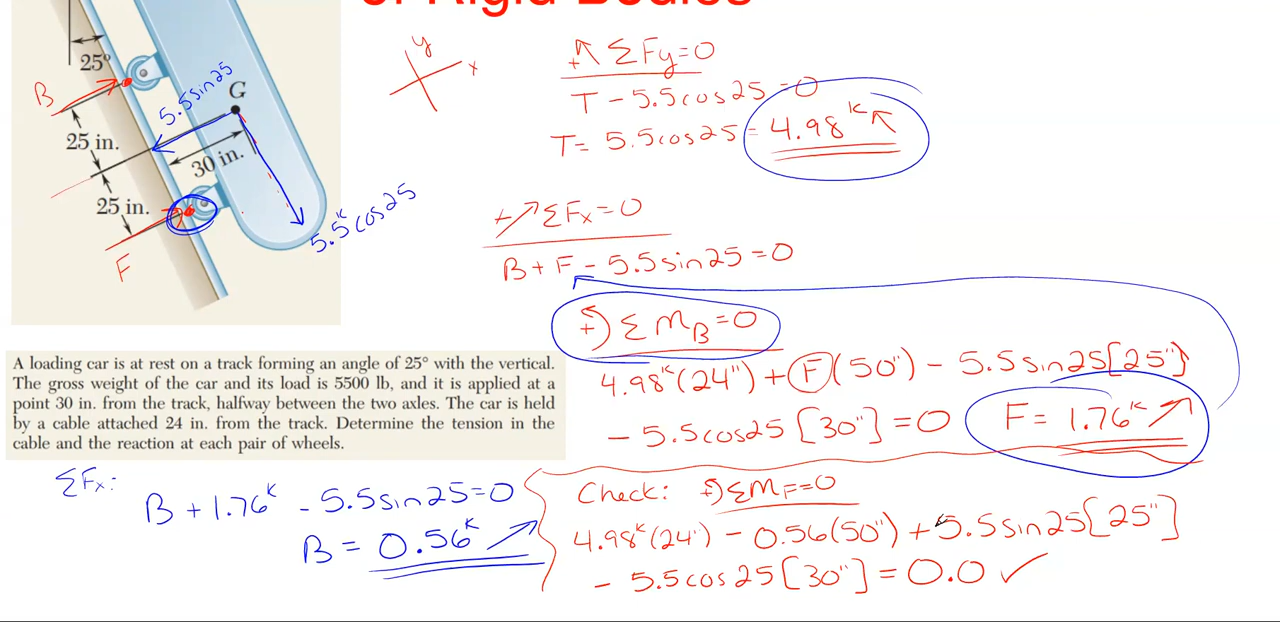 of Rigid Bodies
25°
B
5.5sin25
G
25 in.
30 in.
25 in.
F
5.5ᵏcos25
y
x
+↖ ΣFy=0
T - 5.5cos25 = 0
T = 5.5cos25 = 4.98ᵏ↖
+↗ ΣFx=0
B + F - 5.5sin25 = 0
+↺ ΣM_B=0
4.98ᵏ(24") + F(50") - 5.5sin25[25"]
- 5.5cos25[30"] = 0
F = 1.76ᵏ↗
A loading car is at rest on a track forming an angle of 25° with the vertical.
The gross weight of the car and its load is 5500 lb, and it is applied at a
point 30 in. from the track, halfway between the two axles. The car is held
by a cable attached 24 in. from the track. Determine the tension in the
cable and the reaction at each pair of wheels.
ΣFx:
B + 1.76ᵏ - 5.5sin25 = 0
B = 0.56ᵏ↗
Check: +↺ ΣM_F=0
4.98ᵏ(24") - 0.56(50") + 5.5sin25[25"]
- 5.5cos25[30"] = 0.0 ✓